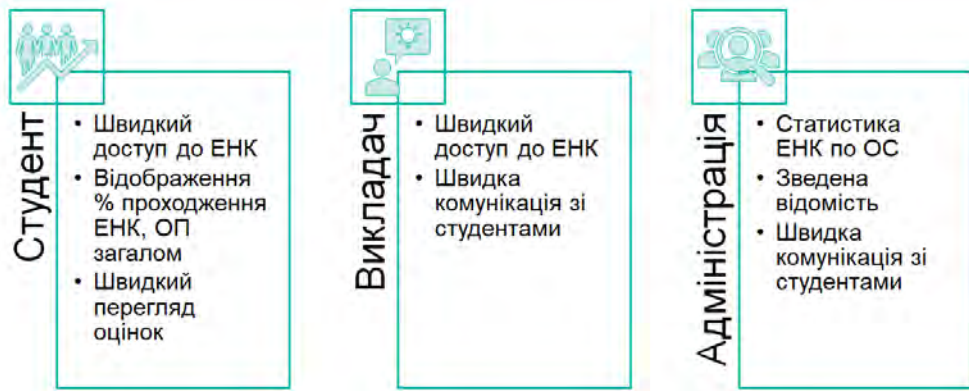 Студент
• Швидкий
доступ до ЕНК
• Відображення
% проходження
ЕНК, ОП
загалом
• Швидкий
перегляд
оцінок
Викладач
• Швидкий
доступ до ЕНК
• Швидка
комунікація зі
студентами
Адміністрація
• Статистика
ЕНК по ОС
• Зведена
відомість
• Швидка
комунікація зі
студентами